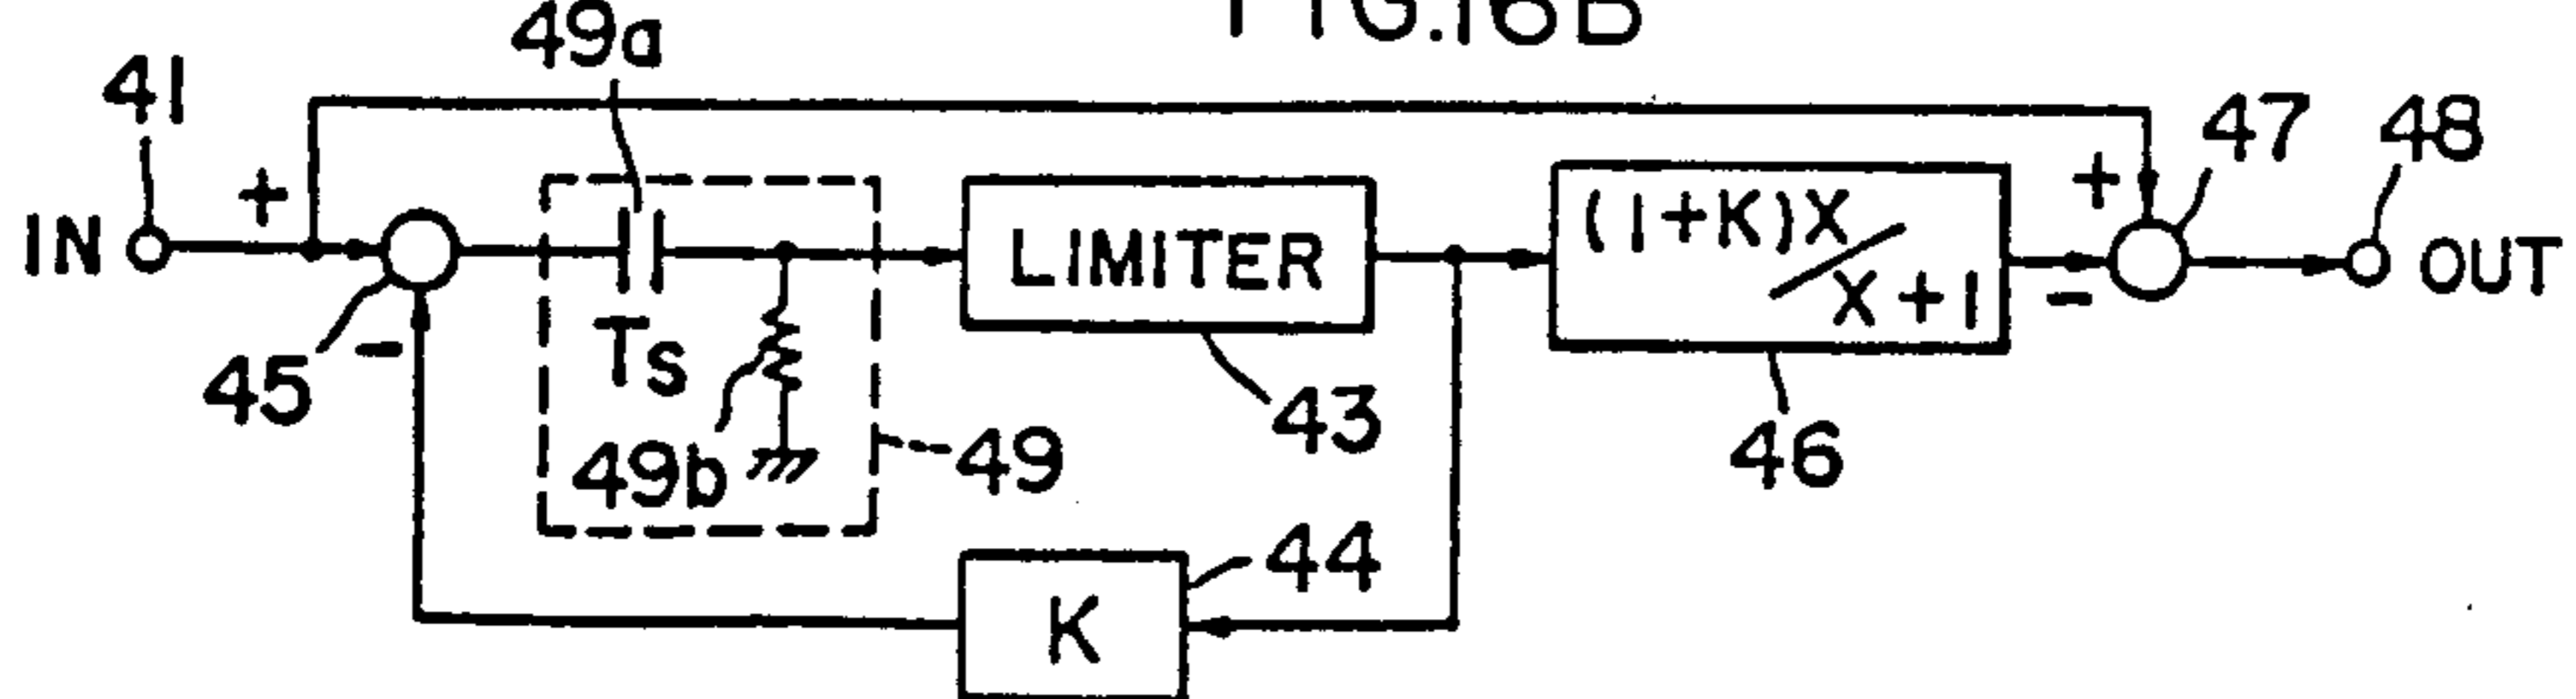 FIG.16B
49a
41
47
48
+
+
IN
LIMITER
(1+K)X
/
X+1
OUT
-
45
-
Ts
49b
49
43
46
44
K